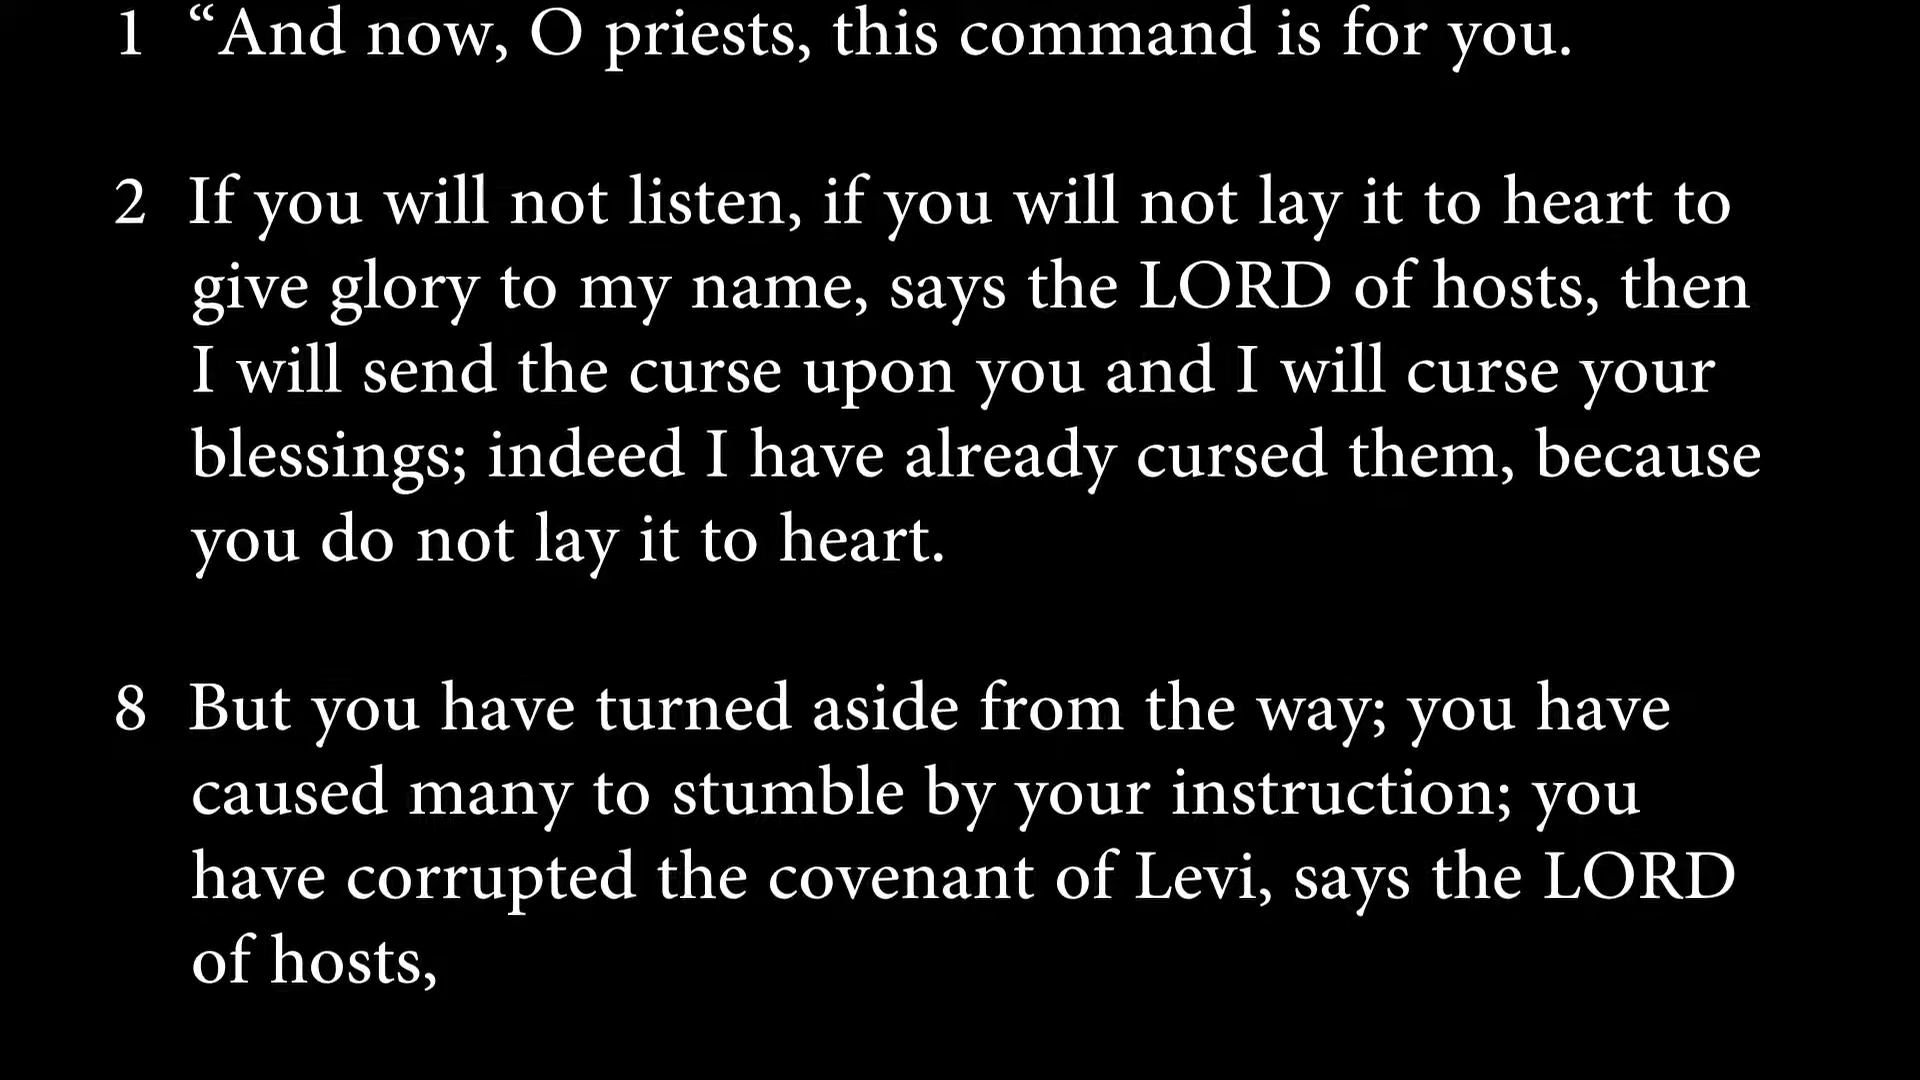 1 “And now, O priests, this command is for you.
2 If you will not listen, if you will not lay it to heart to
give glory to my name, says the LORD of hosts, then
I will send the curse upon you and I will curse your
blessings; indeed I have already cursed them, because
you do not lay it to heart.
8 But you have turned aside from the way; you have
caused many to stumble by your instruction; you
have corrupted the covenant of Levi, says the LORD
of hosts,